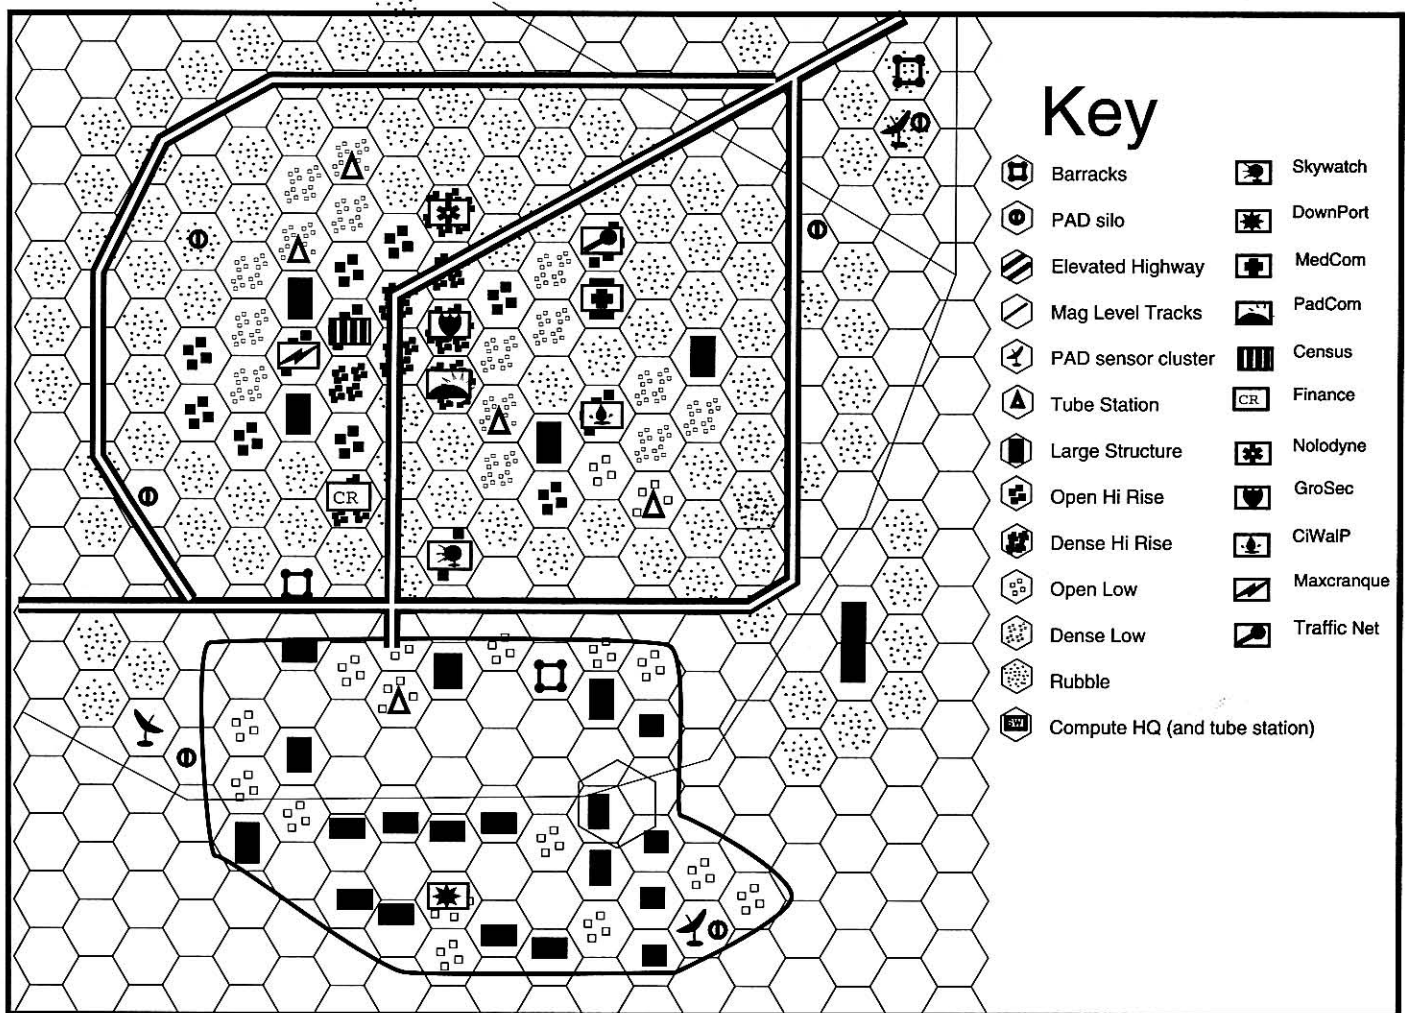 Key
Barracks
PAD silo
Elevated Highway
Mag Level Tracks
PAD sensor cluster
Tube Station
Large Structure
Open Hi Rise
Dense Hi Rise
Open Low
Dense Low
Rubble
SW Compute HQ (and tube station)
Skywatch
DownPort
MedCom
PadCom
Census
CR Finance
Nolodyne
GroSec
CiWalP
Maxcranque
Traffic Net
CR